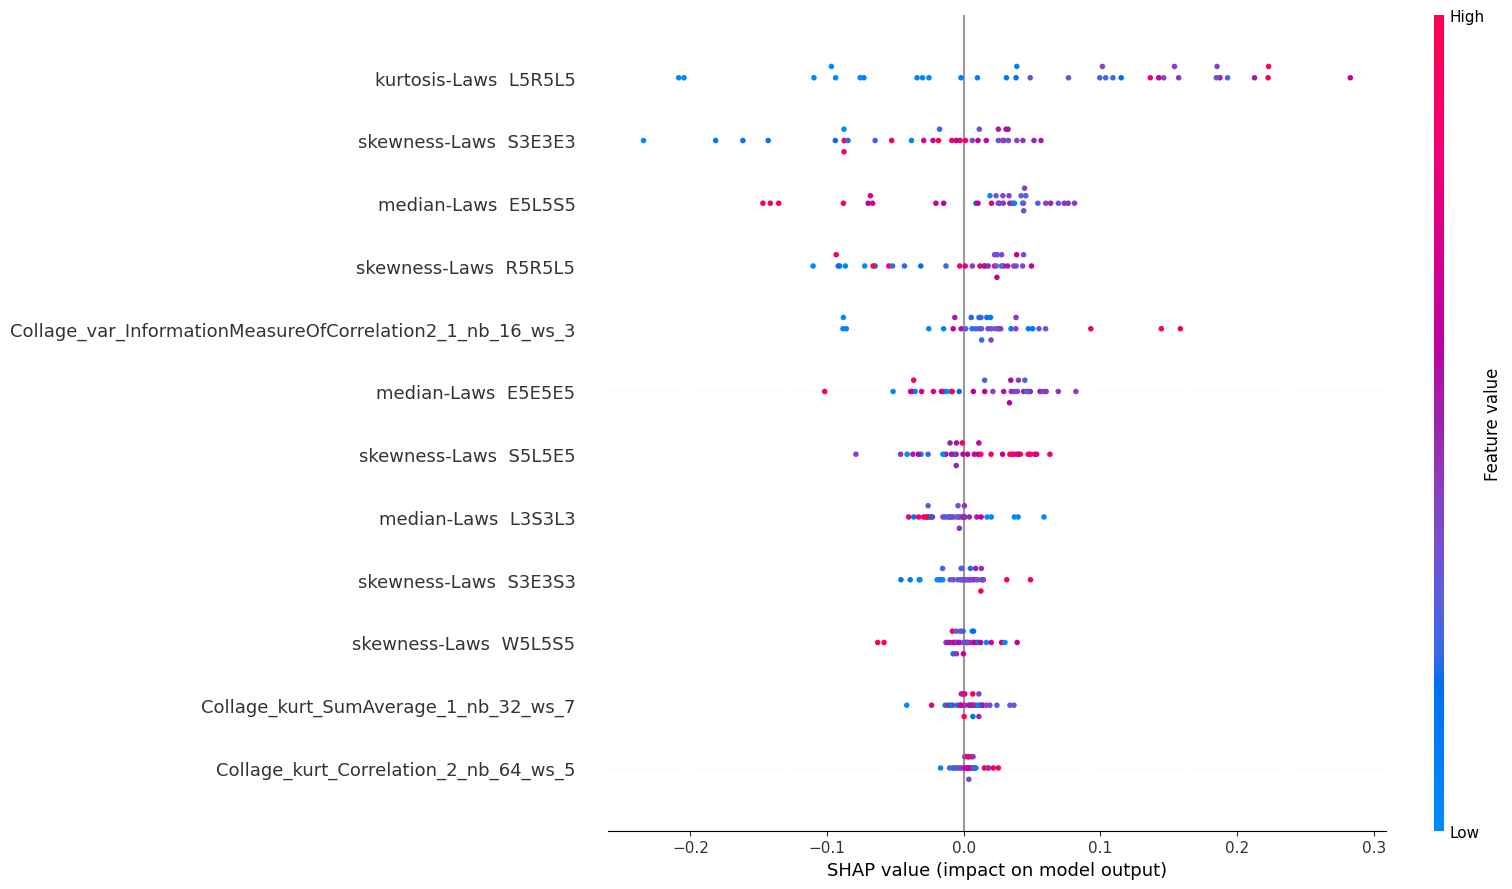 High
kurtosis-Laws  L5R5L5
skewness-Laws  S3E3E3
median-Laws  E5L5S5
skewness-Laws  R5R5L5
Collage_var_InformationMeasureOfCorrelation2_1_nb_16_ws_3
median-Laws  E5E5E5
skewness-Laws  S5L5E5
median-Laws  L3S3L3
skewness-Laws  S3E3S3
skewness-Laws  W5L5S5
Collage_kurt_SumAverage_1_nb_32_ws_7
Collage_kurt_Correlation_2_nb_64_ws_5
Feature value
Low
−0.2 −0.1 0.0 0.1 0.2 0.3
SHAP value (impact on model output)